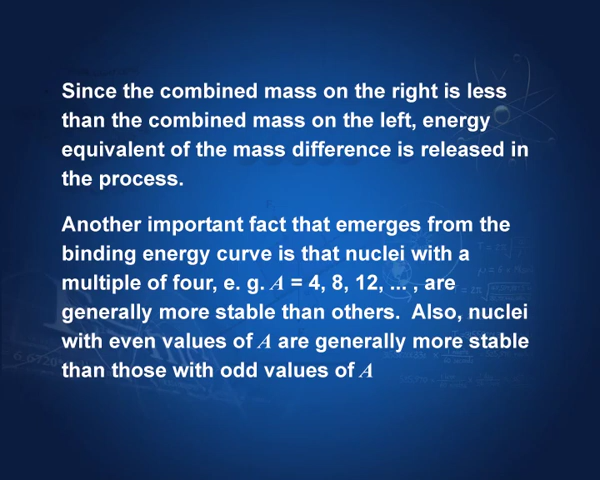 Since the combined mass on the right is less
than the combined mass on the left, energy
equivalent of the mass difference is released in
the process.
Another important fact that emerges from the
binding energy curve is that nuclei with a
multiple of four, e. g. A = 4, 8, 12, ... , are
generally more stable than others. Also, nuclei
with even values of A are generally more stable
than those with odd values of A